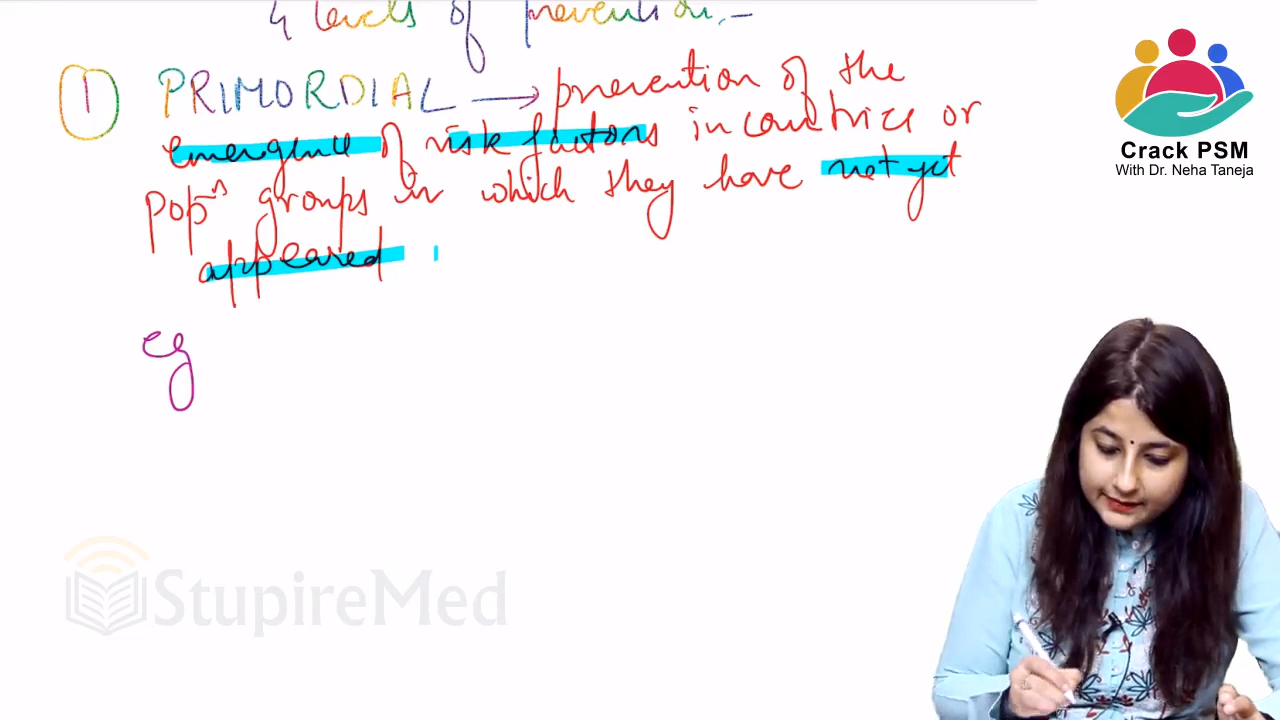 4 levels of prevention:-
① PRIMORDIAL → prevention of the
emergence of risk factors in countries or
popⁿˢ groups in which they have not yet
appeared
eg
Crack PSM
With Dr. Neha Taneja
StupireMed